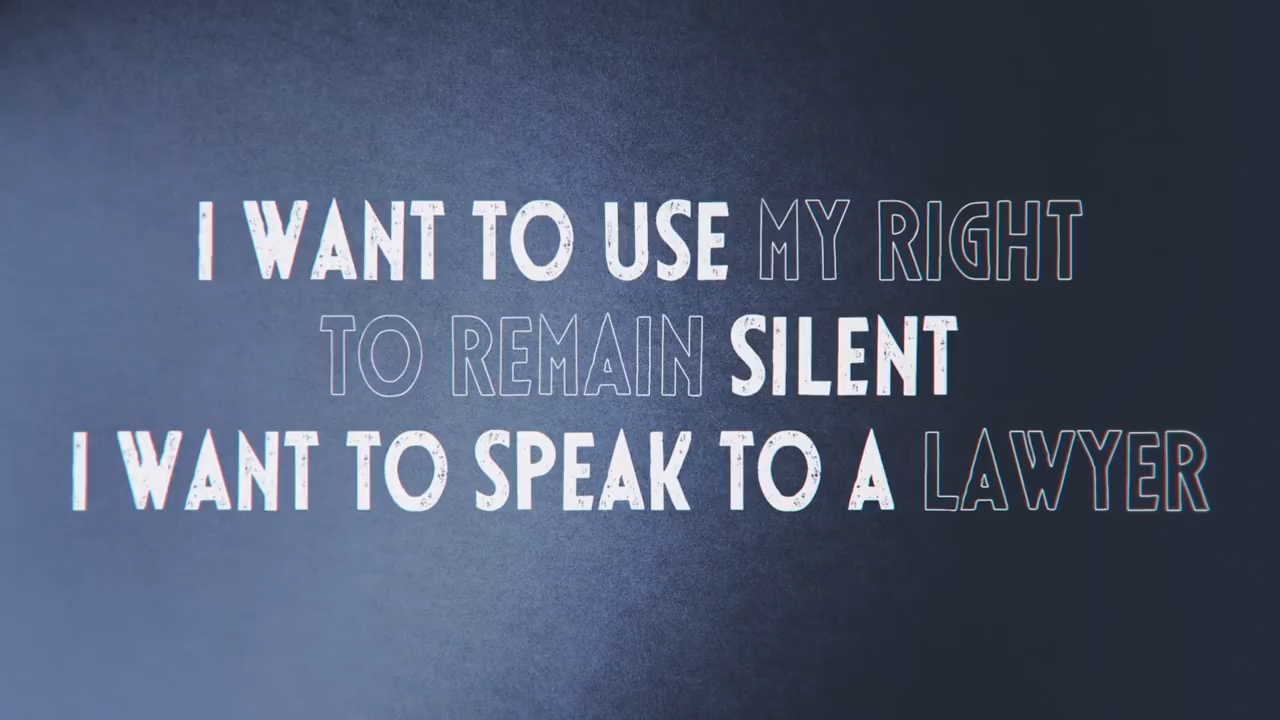 I WANT TO USE MY RIGHT
TO REMAIN SILENT
I WANT TO SPEAK TO A LAWYER